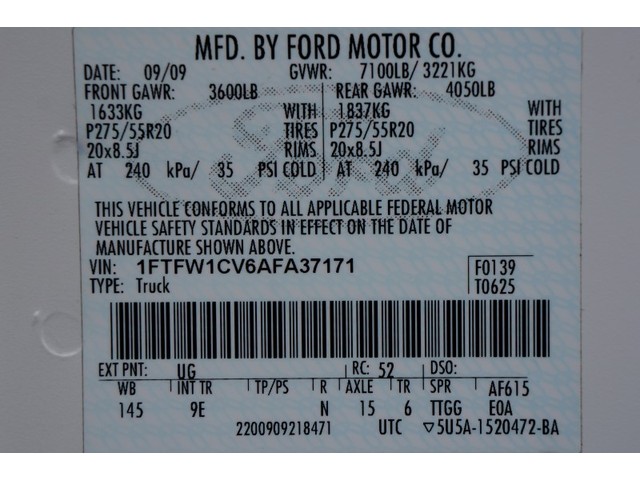 MFD. BY FORD MOTOR CO.
DATE: 09/09 GVWR: 7100LB/ 3221KG
FRONT GAWR: 3600LB REAR GAWR: 4050LB
1633KG WITH 1837KG WITH
P275/55R20 TIRES P275/55R20 TIRES
20x8.5J RIMS 20x8.5J RIMS
AT 240 kPa/ 35 PSI COLD AT 240 kPa/ 35 PSI COLD
Ford
THIS VEHICLE CONFORMS TO ALL APPLICABLE FEDERAL MOTOR
VEHICLE SAFETY STANDARDS IN EFFECT ON THE DATE OF
MANUFACTURE SHOWN ABOVE.
VIN: 1FTFW1CV6AFA37171 F0139
TYPE: Truck T0625
EXT PNT: UG RC: 52 DSO:
WB INT TR TP/PS R AXLE TR SPR AF615
145 9E N 15 6 TTGG E0A
2200909218471 UTC ▽5U5A-1520472-BA